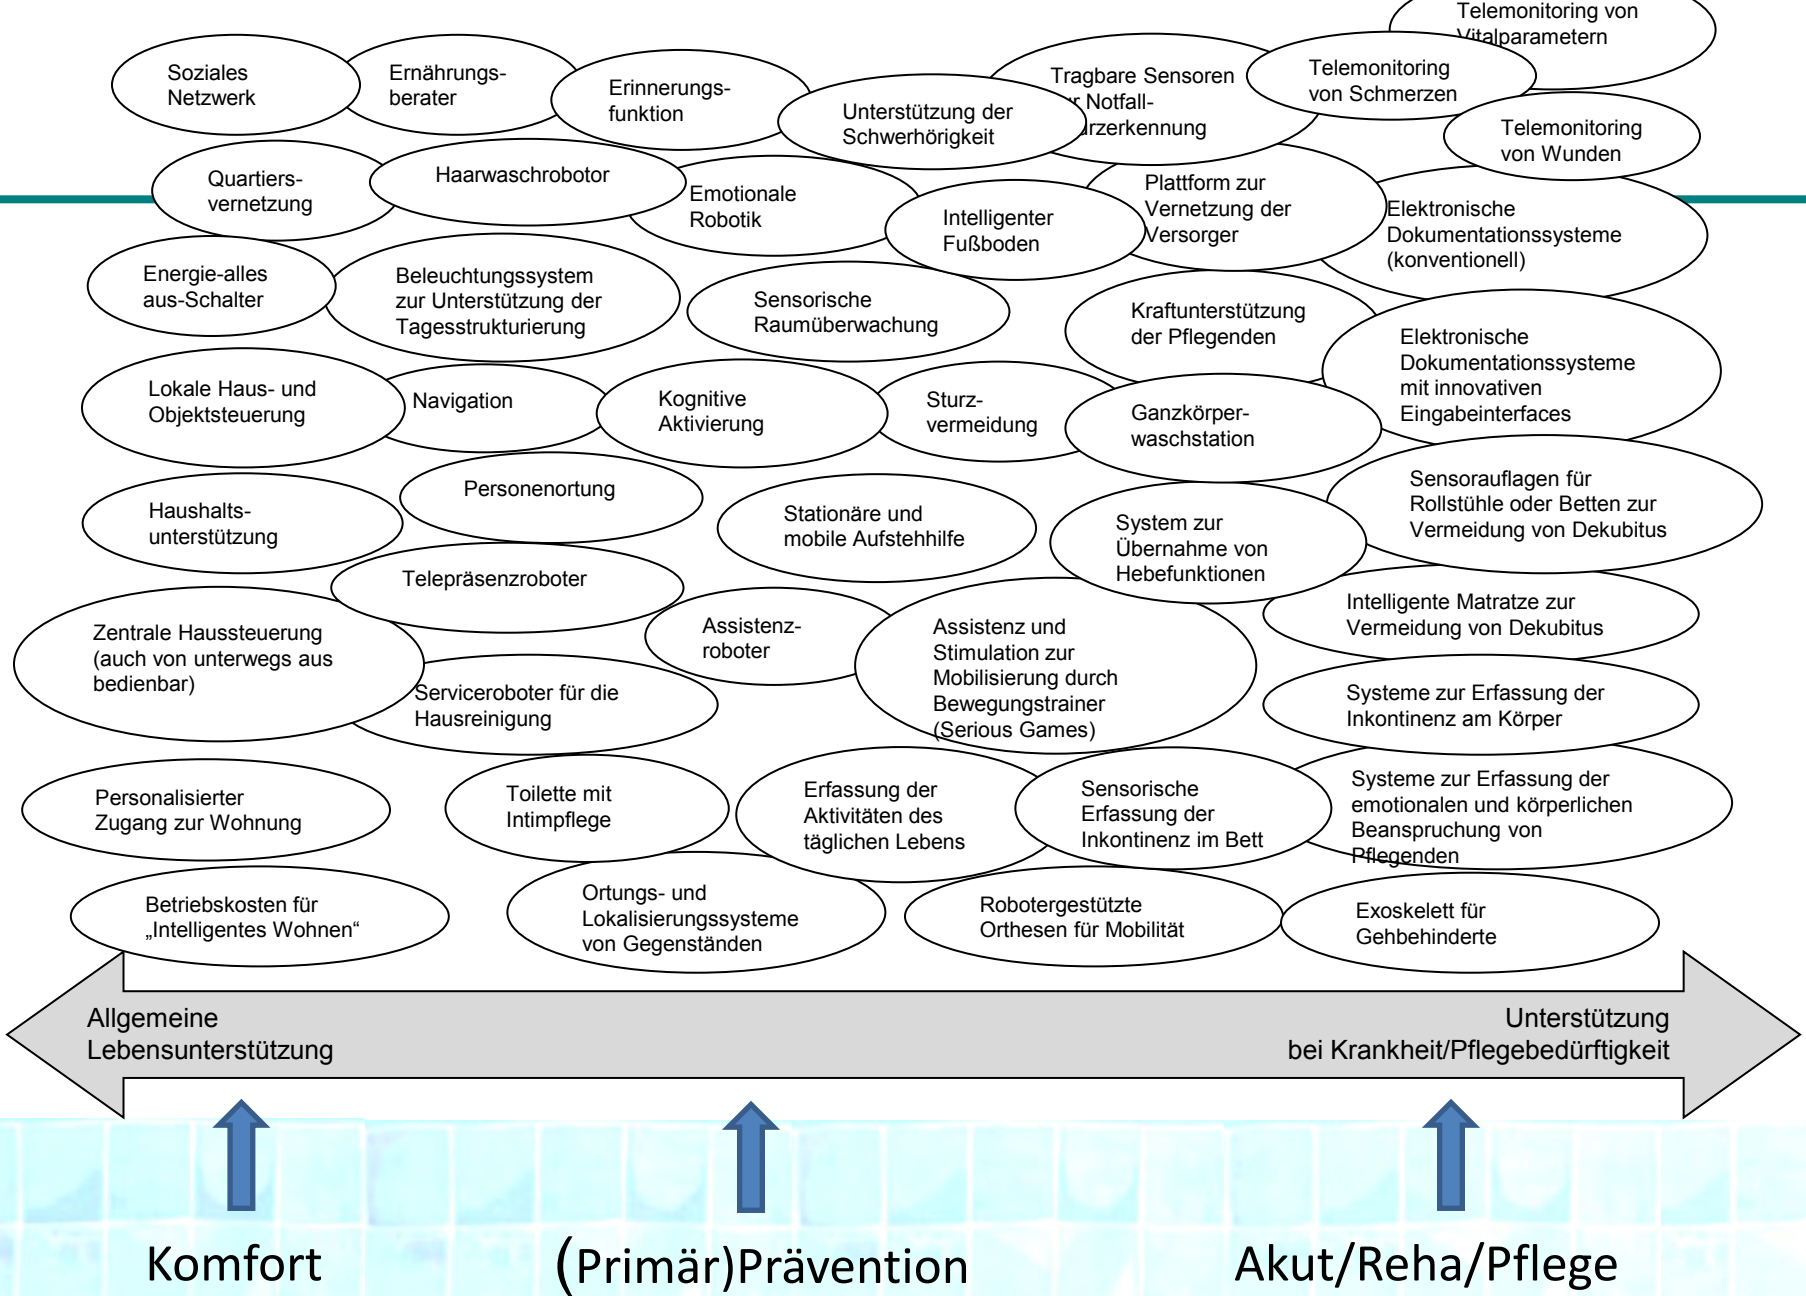 Telemonitoring von
Vitalparametern
Soziales
Netzwerk
Ernährungs-
berater
Erinnerungs-
funktion
Unterstützung der
Schwerhörigkeit
Tragbare Sensoren
Notfall-
Telemonitoring
von Schmerzen
Telemonitoring
von Wunden
Quartiers-
vernetzung
Haarwaschrobotor
Emotionale
Robotik
Intelligenter
Fußboden
Plattform zur
Vernetzung der
Versorger
Elektronische
Dokumentationssysteme
(konventionell)
Energie-alles
aus-Schalter
Beleuchtungssystem
zur Unterstützung der
Tagesstrukturierung
Sensorische
Raumüberwachung
Kraftunterstützung
der Pflegenden
Elektronische
Dokumentationssysteme
mit innovativen
Eingabeinterfaces
Lokale Haus- und
Objektsteuerung
Navigation
Kognitive
Aktivierung
Sturz-
vermeidung
Ganzkörper-
waschstation
Sensorauflagen für
Rollstühle oder Betten zur
Vermeidung von Dekubitus
Haushalts-
unterstützung
Personenortung
Stationäre und
mobile Aufstehhilfe
System zur
Übernahme von
Hebefunktionen
Telepräsenzroboter
Intelligente Matratze zur
Vermeidung von Dekubitus
Zentrale Haussteuerung
(auch von unterwegs aus
bedienbar)
Assistenz-
roboter
Assistenz und
Stimulation zur
Mobilisierung durch
Bewegungstrainer
(Serious Games)
Serviceroboter für die
Hausreinigung
Systeme zur Erfassung der
Inkontinenz am Körper
Personalisierter
Zugang zur Wohnung
Toilette mit
Intimpflege
Erfassung der
Aktivitäten des
täglichen Lebens
Sensorische
Erfassung der
Inkontinenz im Bett
Systeme zur Erfassung der
emotionalen und körperlichen
Beanspruchung von
Pflegenden
Betriebskosten für
„Intelligentes Wohnen“
Ortungs- und
Lokalisierungssysteme
von Gegenständen
Robotergestützte
Orthesen für Mobilität
Exoskelett für
Gehbehinderte
Allgemeine
Lebensunterstützung
Unterstützung
bei Krankheit/Pflegebedürftigkeit
Komfort
(Primär)Prävention
Akut/Reha/Pflege